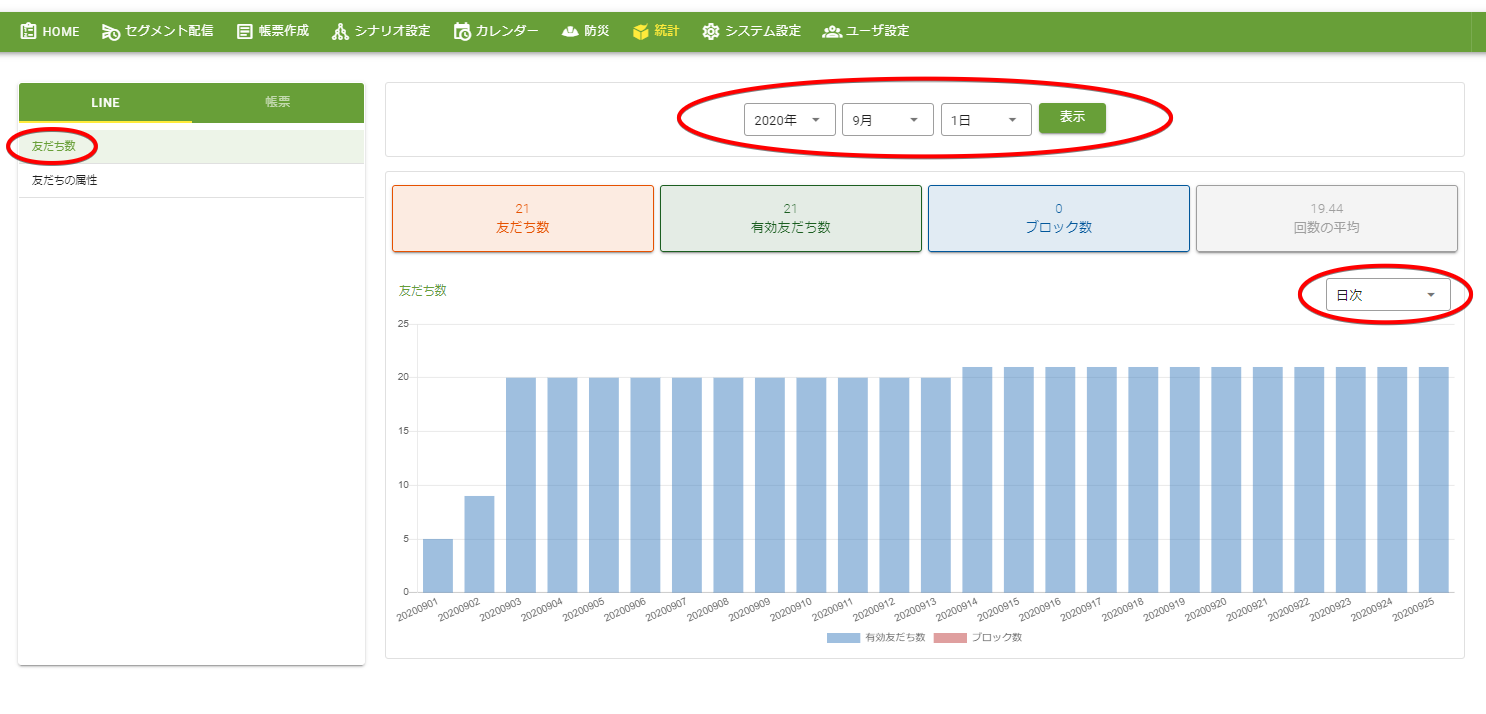 HOME セグメント配信 帳票作成 シナリオ設定 カレンダー 防災 統計 システム設定 ユーザ設定
LINE 帳票
友だち数
友だちの属性
2020年 9月 1日 表示
21 21 0 19.44
友だち数 有効友だち数 ブロック数 回数の平均
友だち数 日次
25
20
15
10
5
0
20200901 20200902 20200903 20200904 20200905 20200906 20200907 20200908 20200909 20200910 20200911 20200912 20200913 20200914 20200915 20200916 20200917 20200918 20200919 20200920 20200921 20200922 20200923 20200924 20200925
有効友だち数 ブロック数